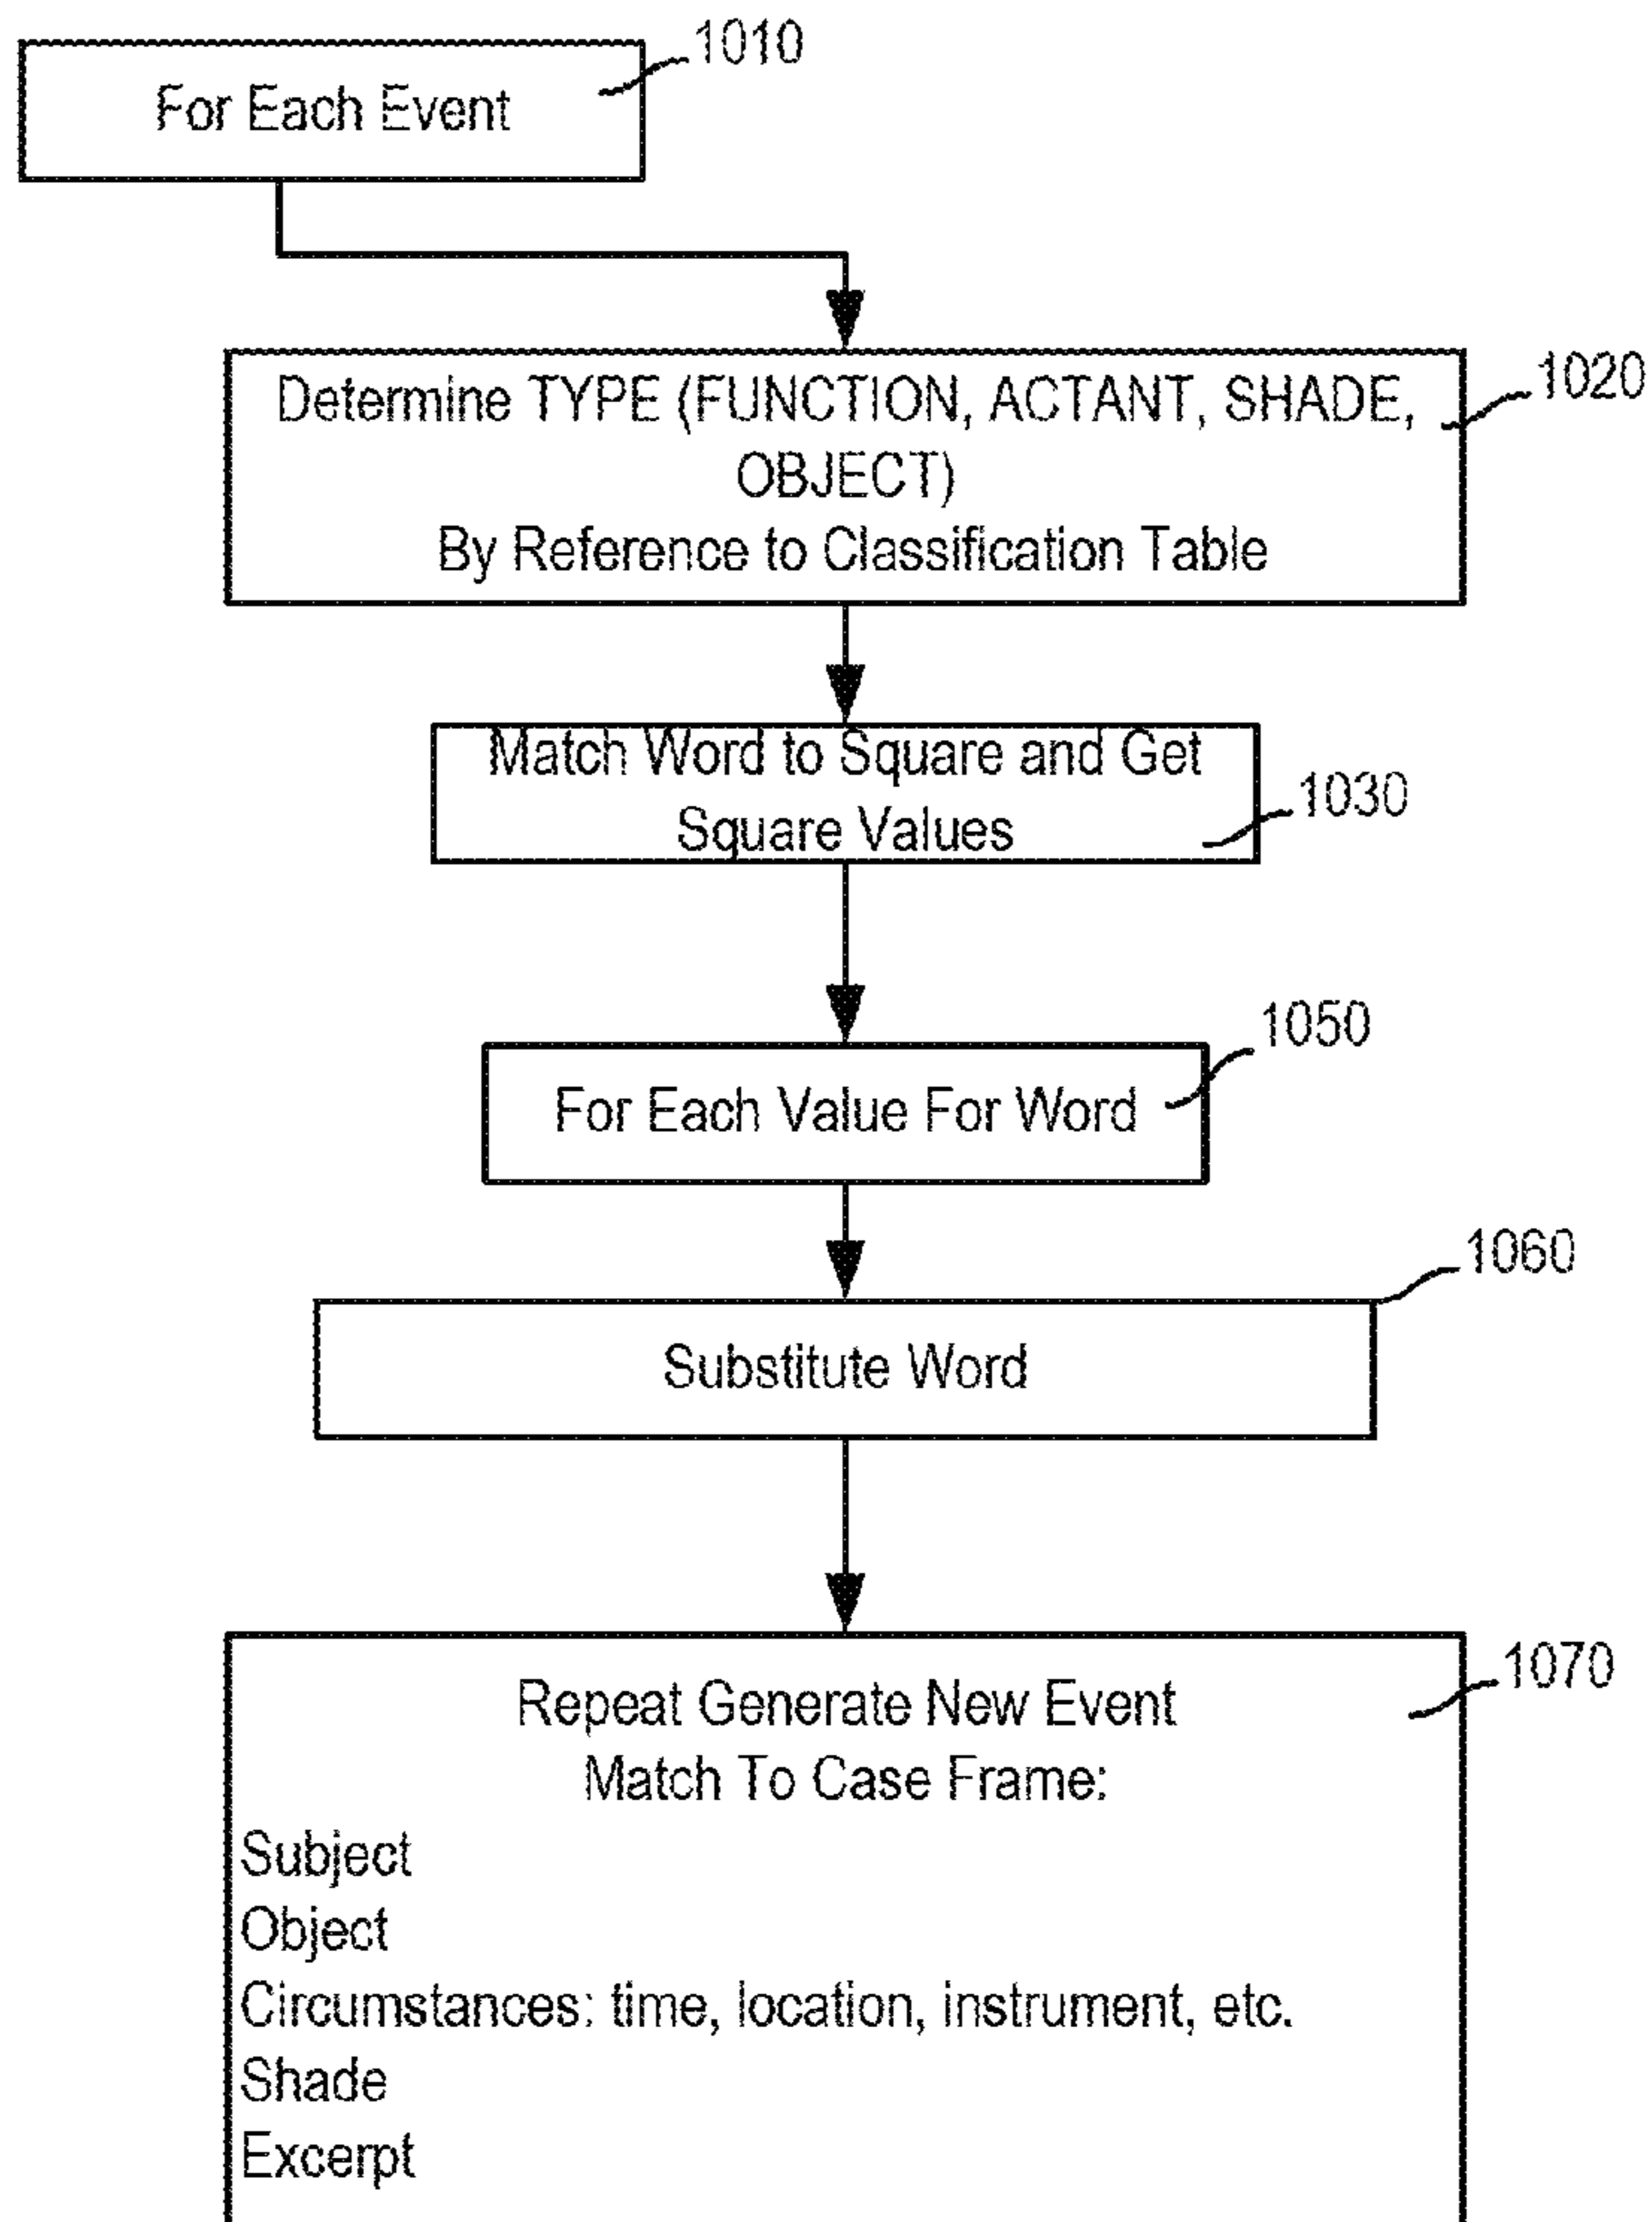 1010
For Each Event
1020
Determine TYPE (FUNCTION, ACTANT, SHADE,
OBJECT)
By Reference to Classification Table
Match Word to Square and Get
1030
Square Values
1050
For Each Value For Word
1060
Substitute Word
1070
Repeat Generate New Event
Match To Case Frame:
Subject
Object
Circumstances: time, location, instrument, etc.
Shade
Excerpt